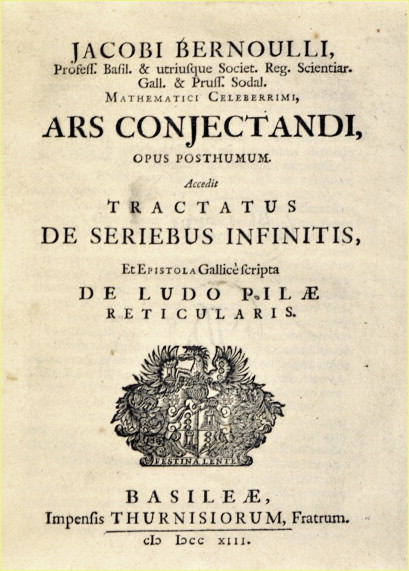 JACOBI BERNOULLI,
Profeſſ. Basil. & utriuſque Societ. Reg. Scientiar.
Gall. & Pruſſ. Sodal.
MATHEMATICI CELEBERRIMI,
ARS CONJECTANDI,
OPUS POSTHUMUM.
Accedit
TRACTATUS
DE SERIEBUS INFINITIS,
Et EPISTOLA Gallicè ſcripta
DE LUDO PILÆ
RETICULARIS.
FESTINA LENTE
BASILEÆ,
Impenſis THURNISIORUM, Fratrum.
cIɔ Iɔcc XIII.